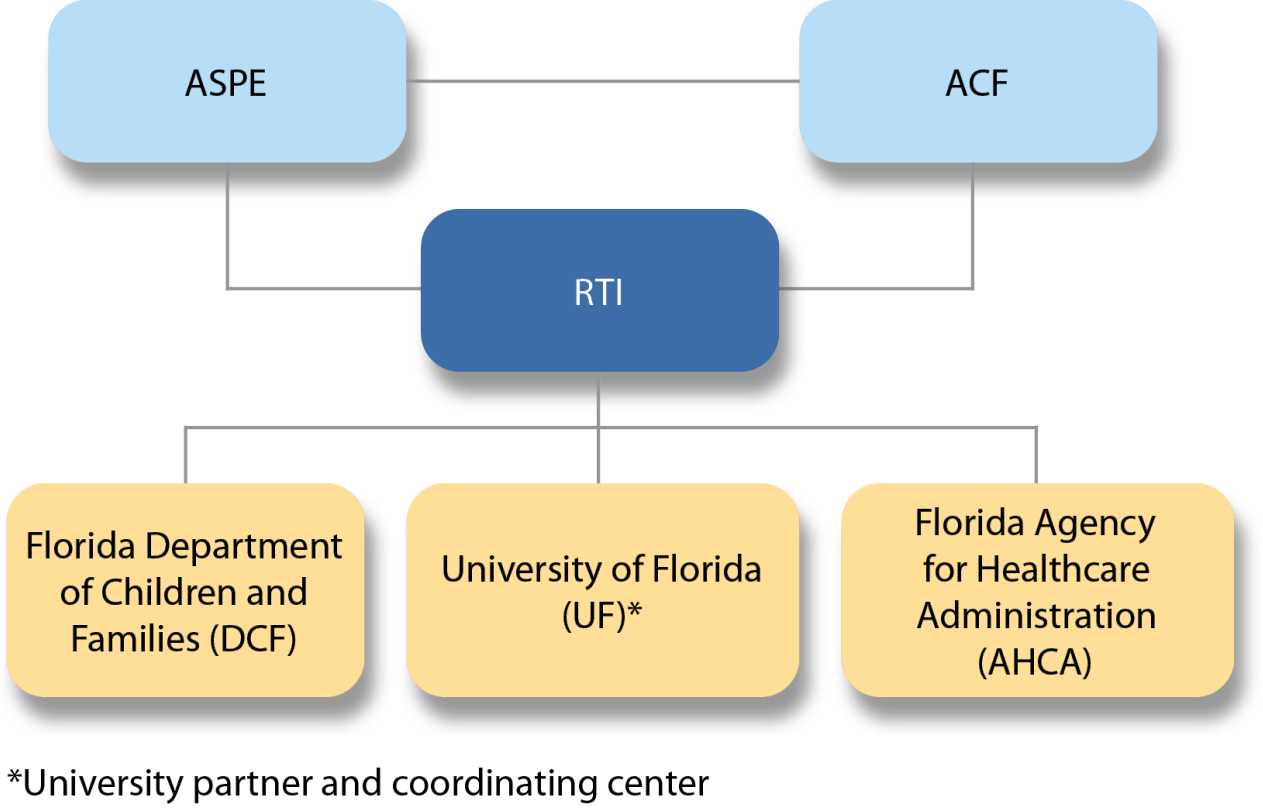 ASPE
ACF
RTI
Florida Department
of Children and
Families (DCF)
University of Florida
(UF)*
Florida Agency
for Healthcare
Administration
(AHCA)
*University partner and coordinating center